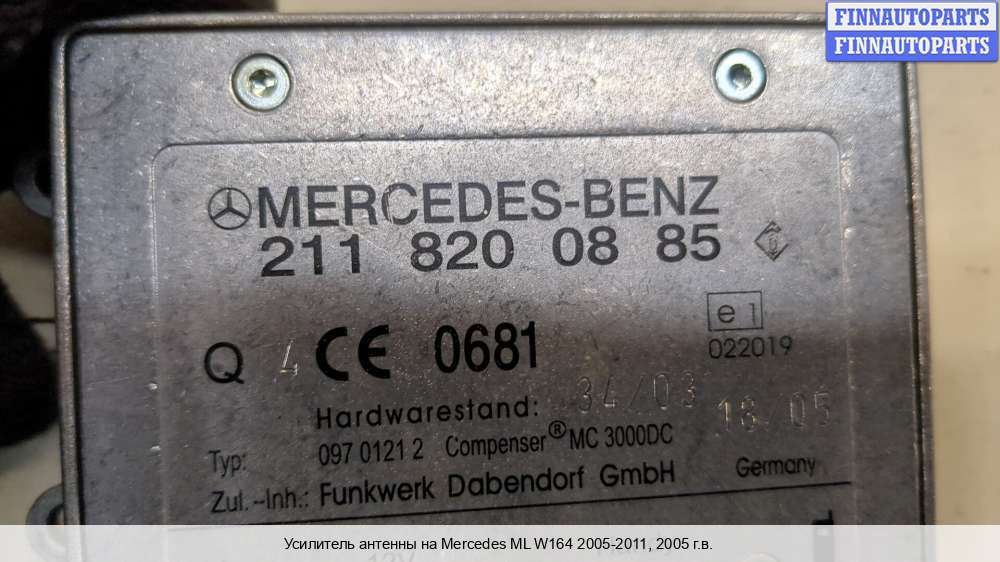 FINNAUTOPARTS
FINNAUTOPARTS
MERCEDES-BENZ
211 820 08 85
e1
022019
Q 4 CE 0681
Hardwarestand: 34/03 18/05
Typ: 097 0121 2 Compenser® MC 3000DC
Zul.-Inh.: Funkwerk Dabendorf GmbH Germany
12V
Усилитель антенны на Mercedes ML W164 2005-2011, 2005 г.в.